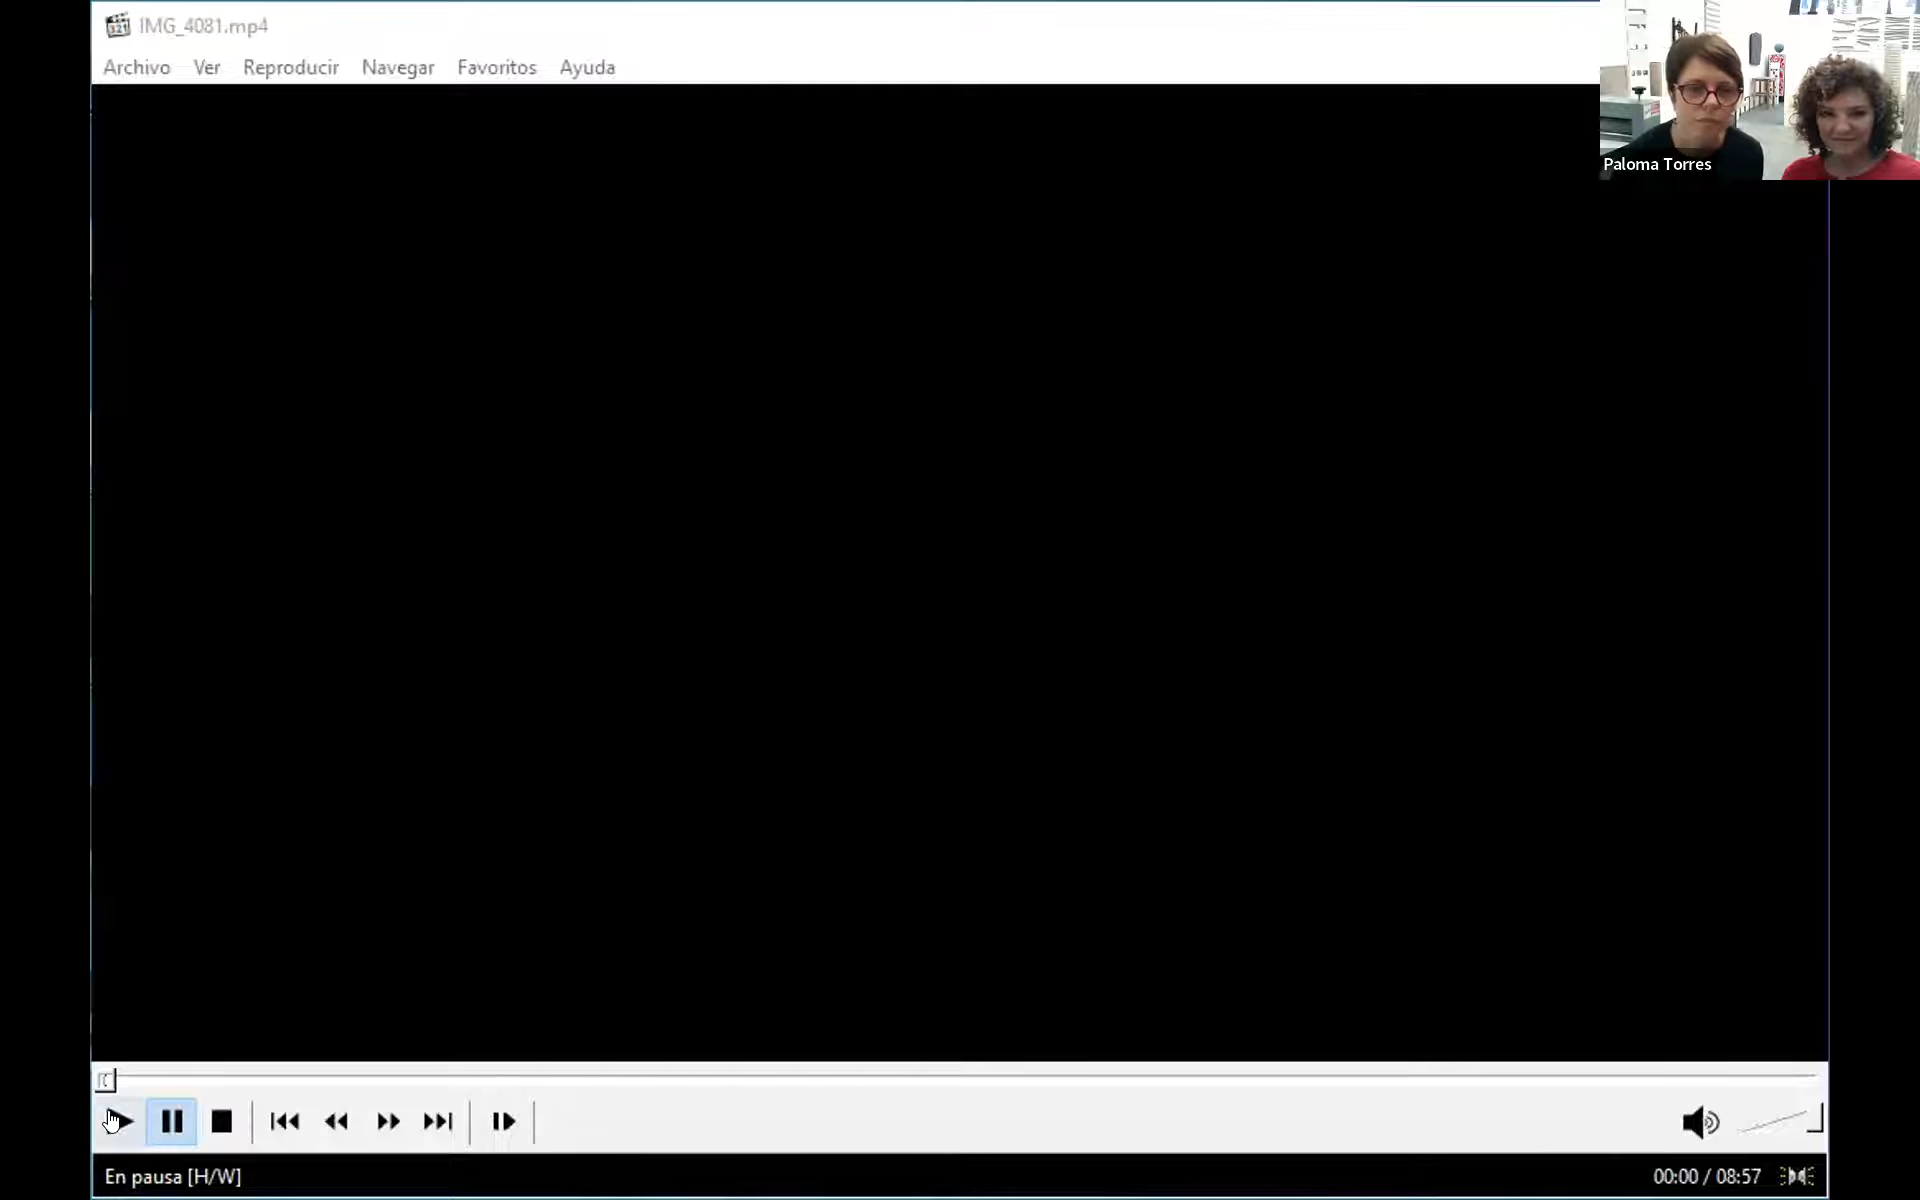 IMG_4081.mp4
Archivo Ver Reproducir Navegar Favoritos Ayuda
Paloma Torres
En pausa [H/W]
00:00 / 08:57